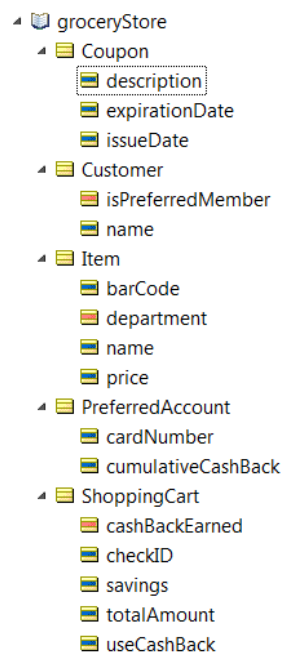 groceryStore
Coupon
description
expirationDate
issueDate
Customer
isPreferredMember
name
Item
barCode
department
name
price
PreferredAccount
cardNumber
cumulativeCashBack
ShoppingCart
cashBackEarned
checkID
savings
totalAmount
useCashBack